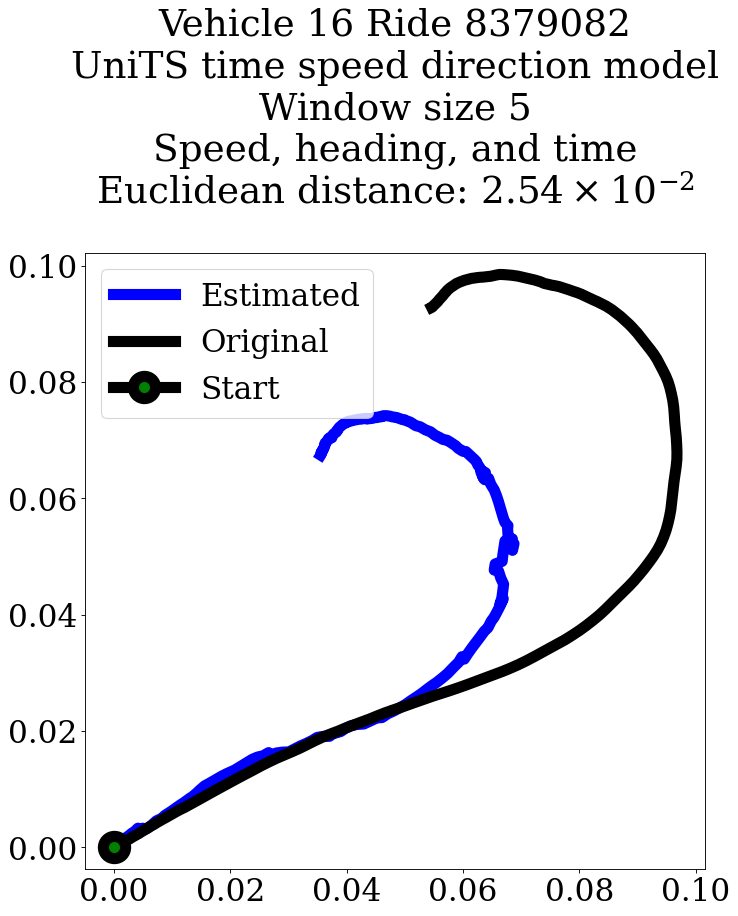 Vehicle 16 Ride 8379082
UniTS time speed direction model
Window size 5
Speed, heading, and time
Euclidean distance: 2.54 × 10⁻²
Estimated
Original
Start
0.10
0.08
0.06
0.04
0.02
0.00
0.00 0.02 0.04 0.06 0.08 0.10